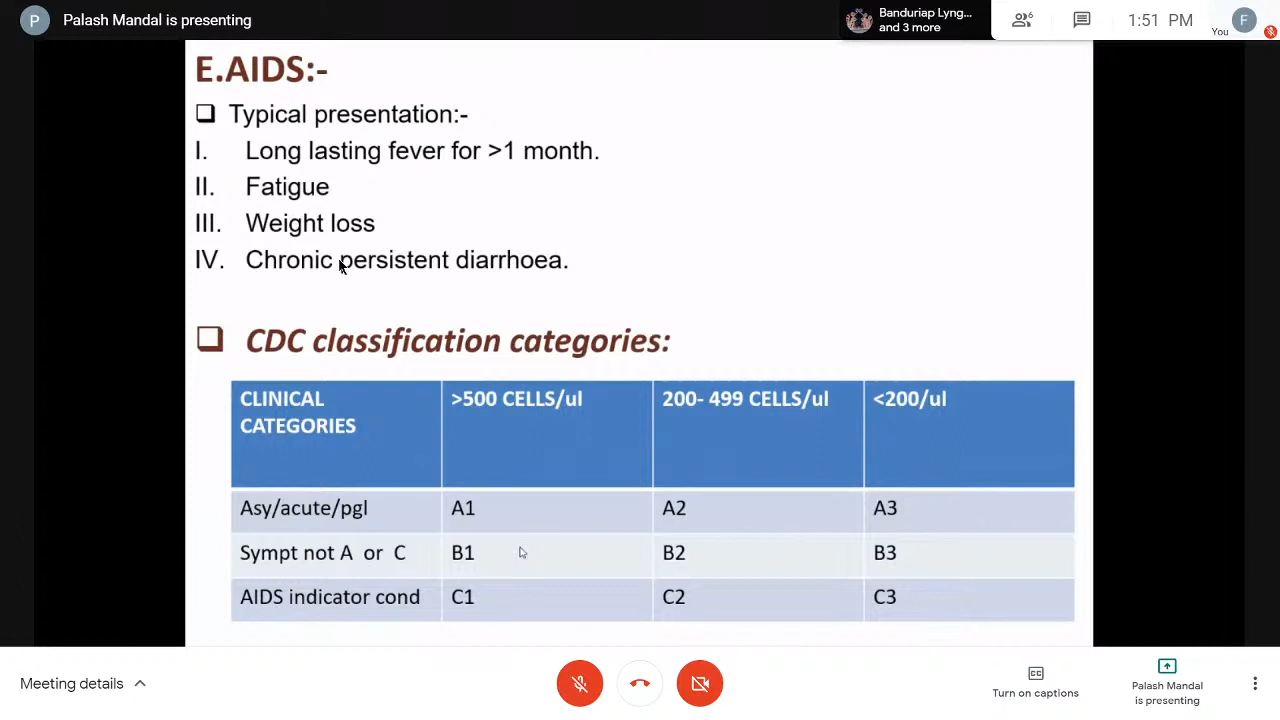 P Palash Mandal is presenting
Banduriap Lyng...
and 3 more
6
1:51 PM
You
F
E.AIDS:-
Typical presentation:-
I. Long lasting fever for >1 month.
II. Fatigue
III. Weight loss
IV. Chronic persistent diarrhoea.
CDC classification categories:
CLINICAL CATEGORIES >500 CELLS/ul 200- 499 CELLS/ul <200/ul
Asy/acute/pgl A1 A2 A3
Sympt not A or C B1 B2 B3
AIDS indicator cond C1 C2 C3
Meeting details
CC
Turn on captions
Palash Mandal
is presenting